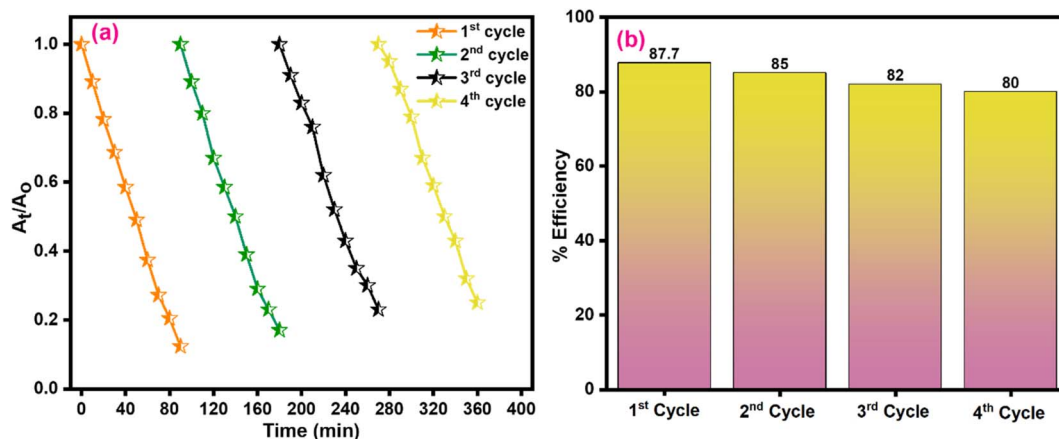 (a)
1st cycle
2nd cycle
3rd cycle
4th cycle
1.0
0.8
0.6
0.4
0.2
0.0
At/Ao
0 40 80 120 160 200 240 280 320 360 400
Time (min)
(b)
100
80
60
40
20
0
% Efficiency
87.7
85
82
80
1st Cycle
2nd Cycle
3rd Cycle
4th Cycle